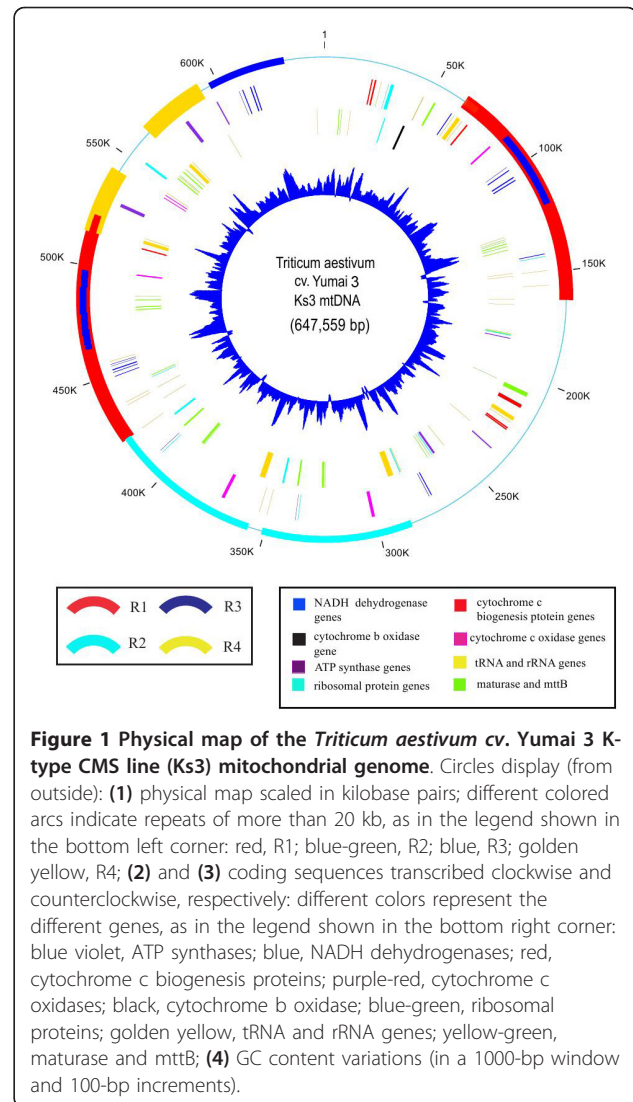 1
50K
100K
150K
200K
250K
300K
350K
400K
450K
500K
550K
600K
Triticum aestivum
cv. Yumai 3
Ks3 mtDNA
(647,559 bp)
R1
R3
R2
R4
NADH dehydrogenase
genes
cytochrome b oxidase
gene
ATP synthase genes
ribosomal protein genes
cytochrome c
biogenesis ptotein genes
cytochrome c oxidase genes
tRNA and rRNA genes
maturase and mttB
Figure 1 Physical map of the Triticum aestivum cv. Yumai 3 K-
type CMS line (Ks3) mitochondrial genome. Circles display (from
outside): (1) physical map scaled in kilobase pairs; different colored
arcs indicate repeats of more than 20 kb, as in the legend shown in
the bottom left corner: red, R1; blue-green, R2; blue, R3; golden
yellow, R4; (2) and (3) coding sequences transcribed clockwise and
counterclockwise, respectively: different colors represent the
different genes, as in the legend shown in the bottom right corner:
blue violet, ATP synthases; blue, NADH dehydrogenases; red,
cytochrome c biogenesis proteins; purple-red, cytochrome c
oxidases; black, cytochrome b oxidase; blue-green, ribosomal
proteins; golden yellow, tRNA and rRNA genes; yellow-green,
maturase and mttB; (4) GC content variations (in a 1000-bp window
and 100-bp increments).